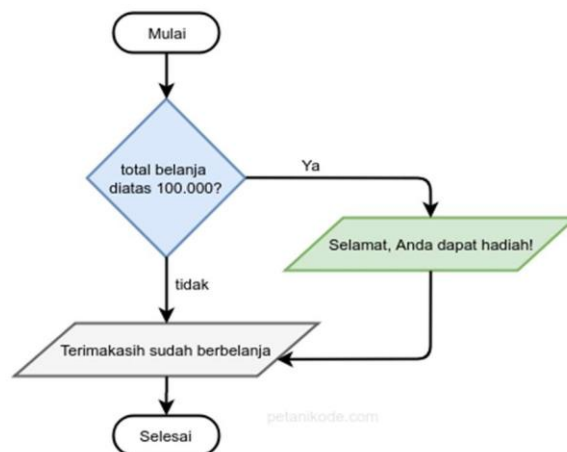 Mulai
total belanja
diatas 100.000?
Ya
Selamat, Anda dapat hadiah!
tidak
Terimakasih sudah berbelanja
petanikode.com
Selesai